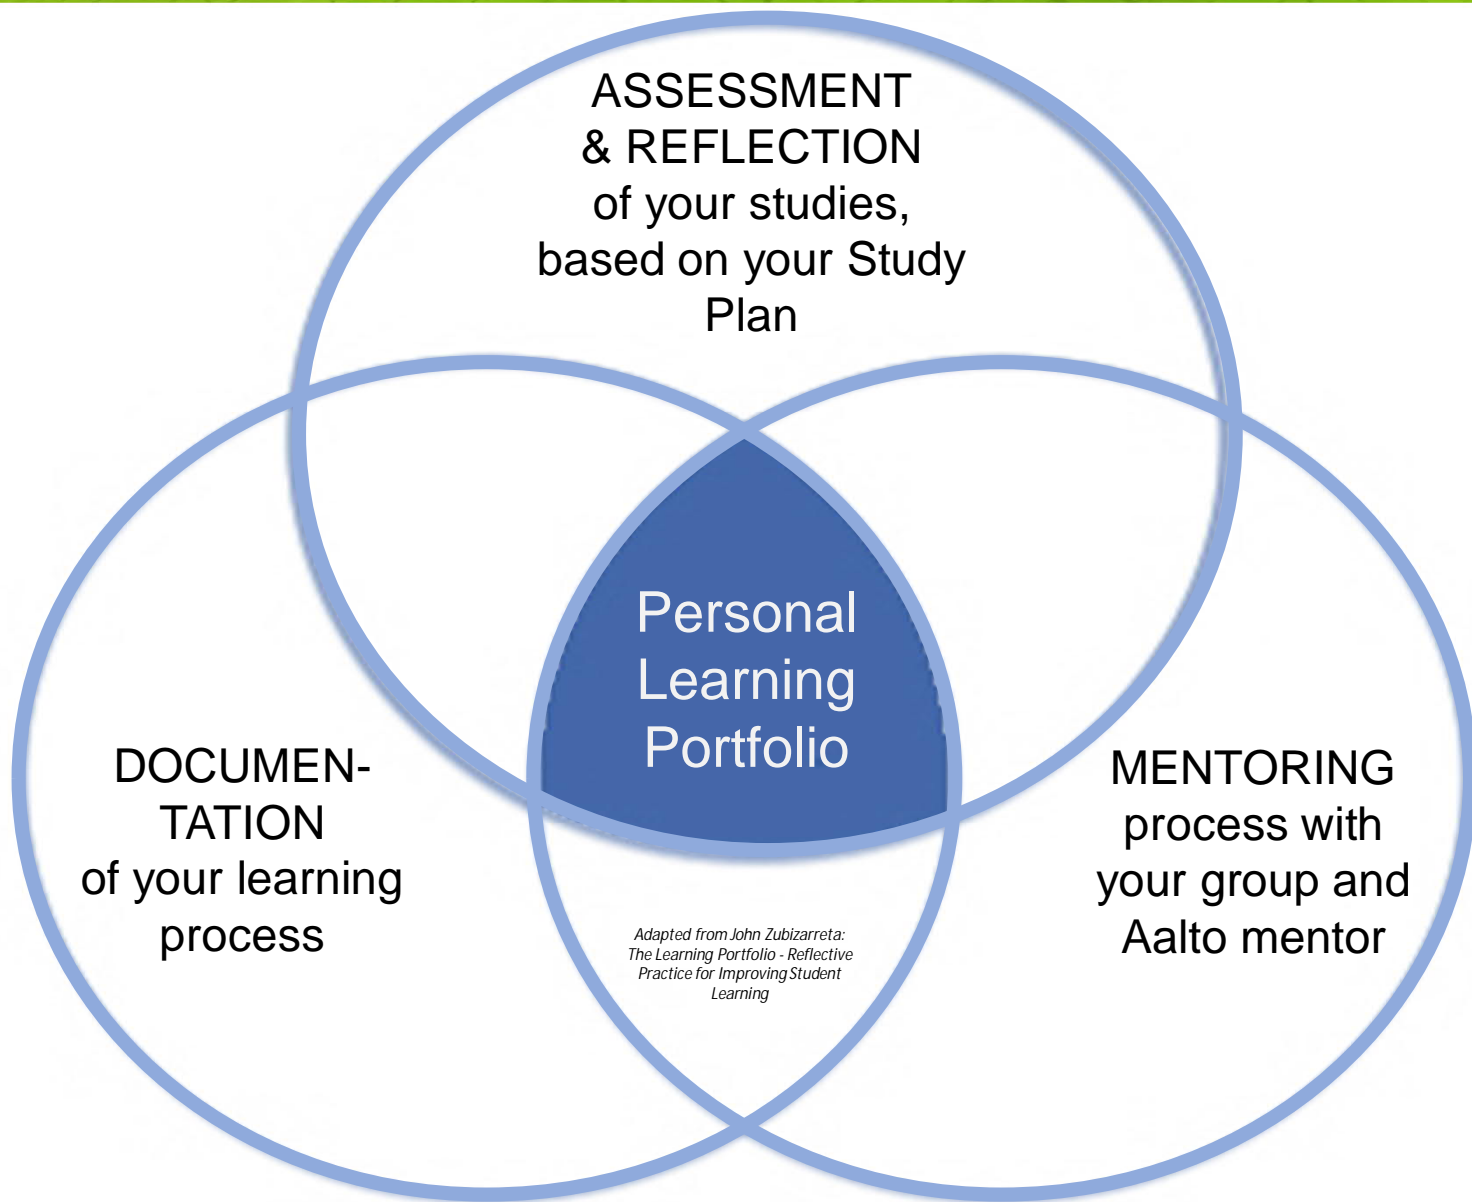 ASSESSMENT
& REFLECTION
of your studies,
based on your Study
Plan
Personal
Learning
Portfolio
DOCUMEN-
TATION
of your learning
process
MENTORING
process with
your group and
Aalto mentor
Adapted from John Zubizarreta:
The Learning Portfolio - Reflective
Practice for Improving Student
Learning